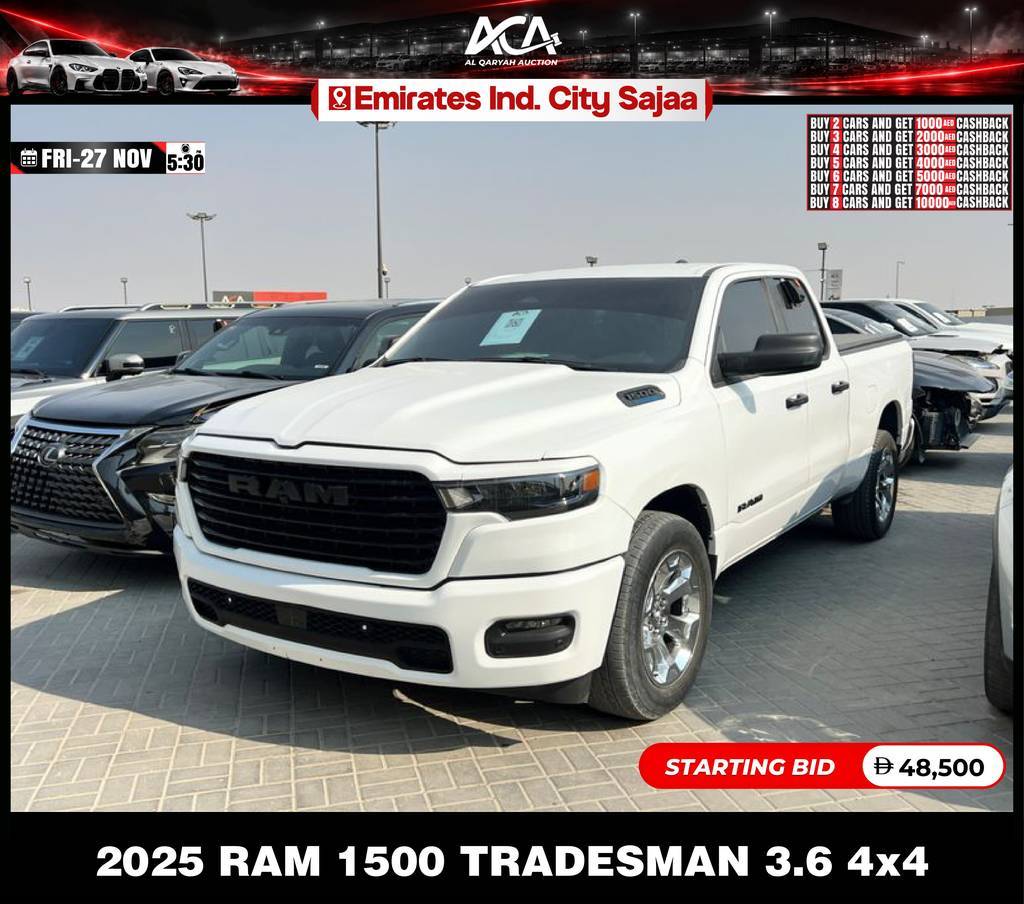 ACA
AL QARYAH AUCTION
Emirates Ind. City Sajaa
FRI-27 NOV 5:30
BUY 2 CARS AND GET 1000 AED CASHBACK
BUY 3 CARS AND GET 2000 AED CASHBACK
BUY 4 CARS AND GET 3000 AED CASHBACK
BUY 5 CARS AND GET 4000 AED CASHBACK
BUY 6 CARS AND GET 5000 AED CASHBACK
BUY 7 CARS AND GET 7000 AED CASHBACK
BUY 8 CARS AND GET 10000 AED CASHBACK
1500
RAM
RAM
STARTING BID 48,500
2025 RAM 1500 TRADESMAN 3.6 4x4